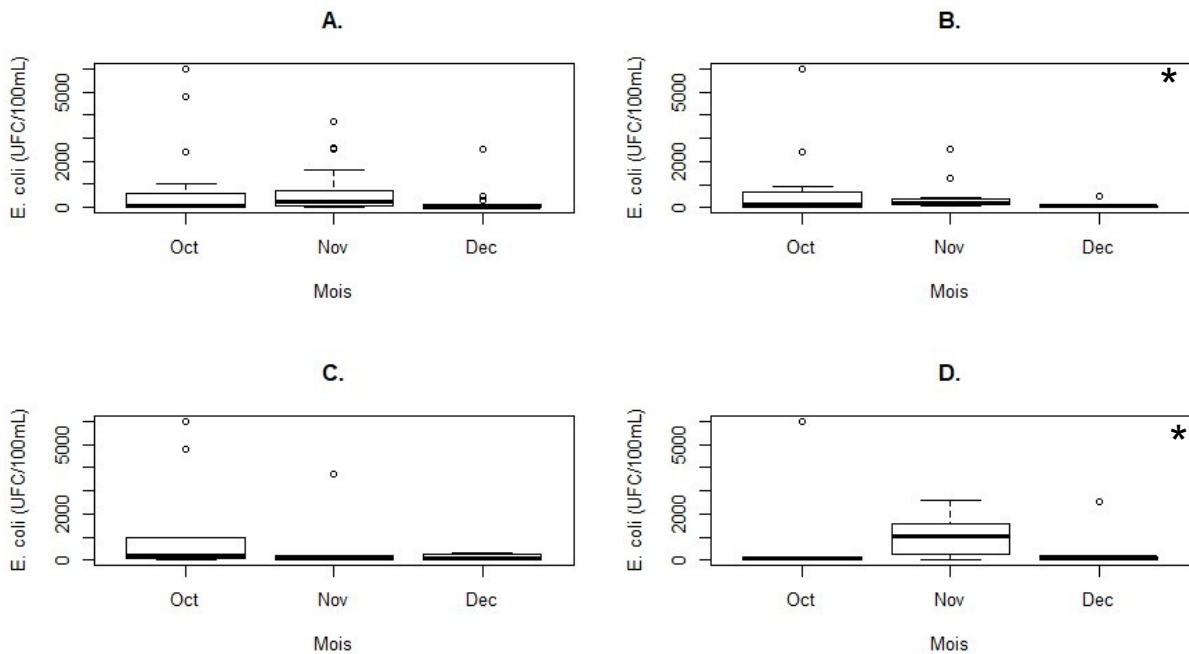 A.
E. coli (UFC/100mL)
5000
2000
0
Oct Nov Dec
Mois
B.
*
E. coli (UFC/100mL)
5000
2000
0
Oct Nov Dec
Mois
C.
E. coli (UFC/100mL)
5000
2000
0
Oct Nov Dec
Mois
D.
*
E. coli (UFC/100mL)
5000
2000
0
Oct Nov Dec
Mois